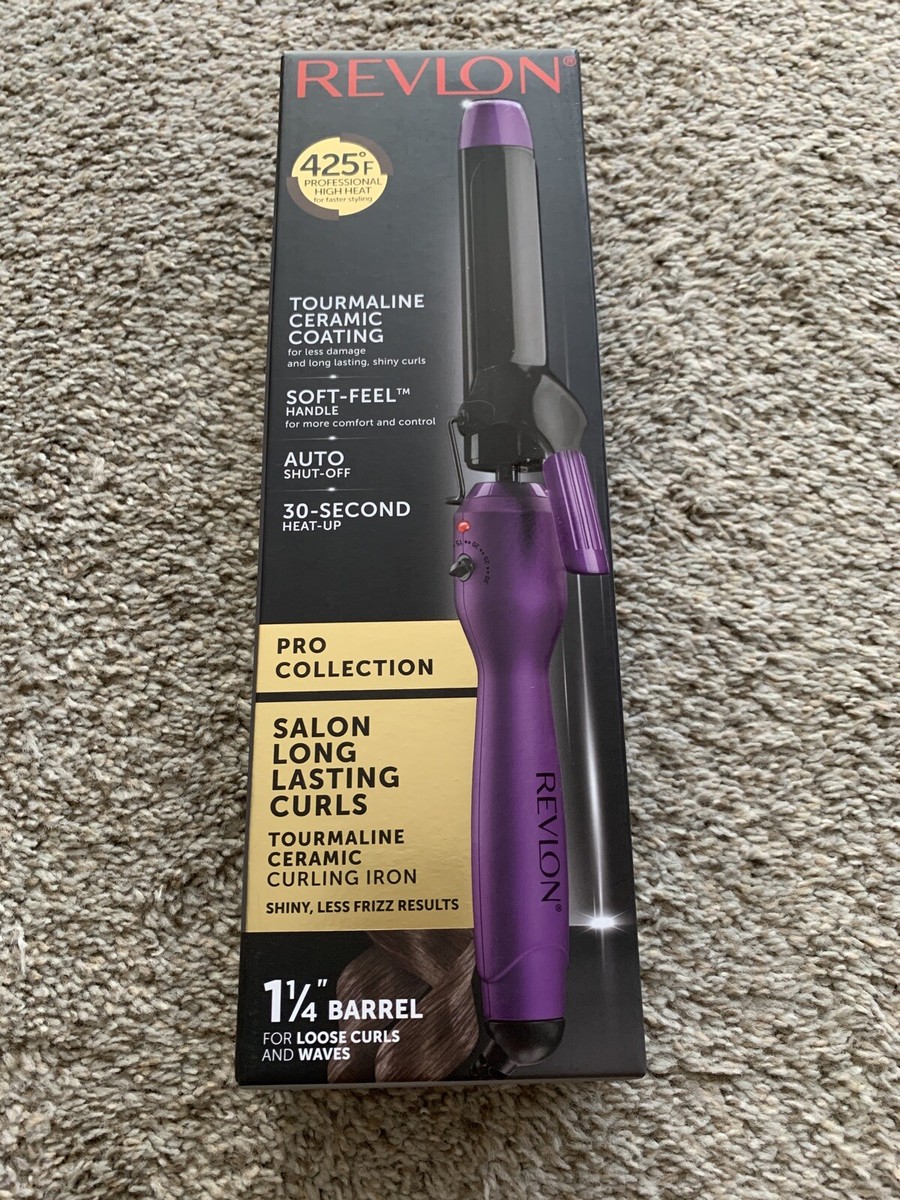 REVLON®
425°F
PROFESSIONAL
HIGH HEAT
for faster styling
TOURMALINE
CERAMIC
COATING
for less damage
and long lasting, shiny curls
SOFT-FEEL™
HANDLE
for more comfort and control
AUTO
SHUT-OFF
30-SECOND
HEAT-UP
PRO
COLLECTION
SALON
LONG
LASTING
CURLS
TOURMALINE
CERAMIC
CURLING IRON
SHINY, LESS FRIZZ RESULTS
REVLON®
1¼" BARREL
FOR LOOSE CURLS
AND WAVES